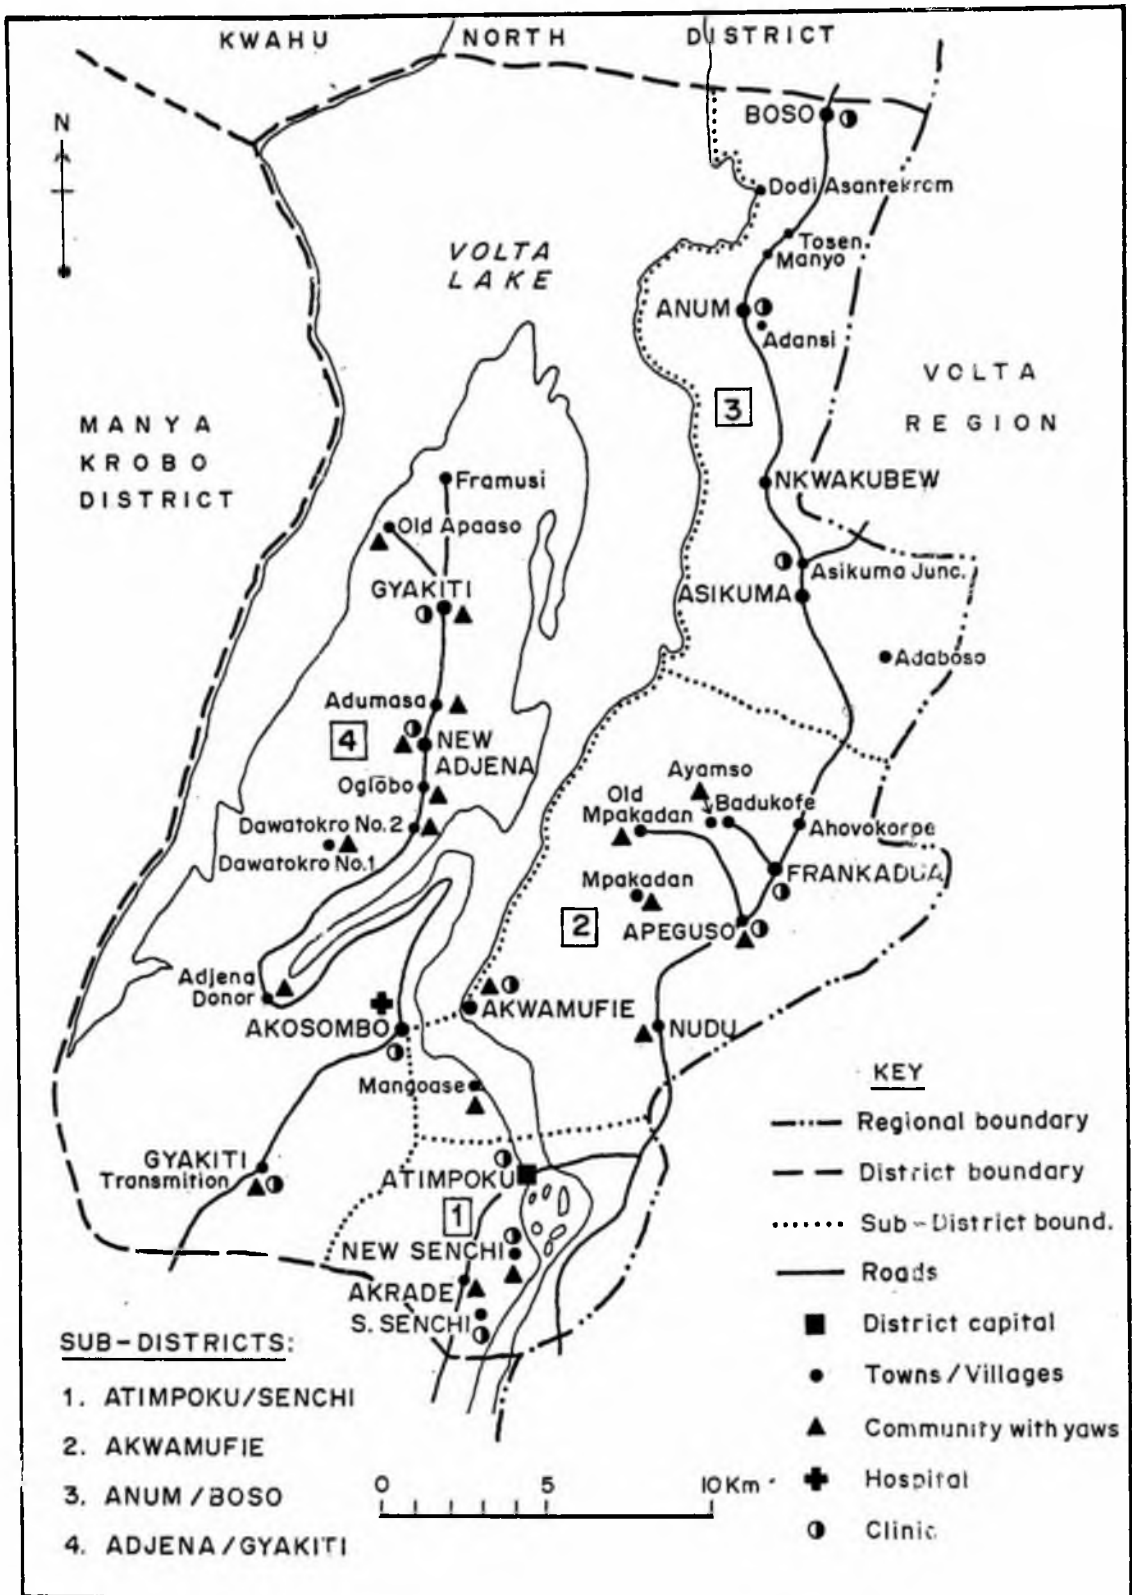 KWAHU NORTH DISTRICT
N
BOSO
Dodi Asantekrom
Tosen
Manyo
VOLTA
LAKE
ANUM
Adansi
VOLTA
REGION
3
MANYA
KROBO
DISTRICT
Framusi
NKWAKUBEW
Old Apaaso
Asikuma Junc.
GYAKITI
ASIKUMA
Adaboso
Adumasa
4
NEW
ADJENA
Oglobo
Ayamso
Old
Mpakadan
Badukofe
Dawatokro No.2
Ahovokorpe
Dawatokro No.1
FRANKADUA
Mpakadan
2
APEGUSO
Adjena
Donor
AKOSOMBO
AKWAMUFIE
NUDU
Mangoase
GYAKITI
Transmition
ATIMPOKU
1
NEW SENCHI
AKRADE
S. SENCHI
KEY
Regional boundary
District boundary
Sub-District bound.
Roads
District capital
Towns/Villages
Community with yaws
Hospital
Clinic
SUB-DISTRICTS:
1. ATIMPOKU/SENCHI
2. AKWAMUFIE
3. ANUM/BOSO
4. ADJENA/GYAKITI
0 5 10 Km